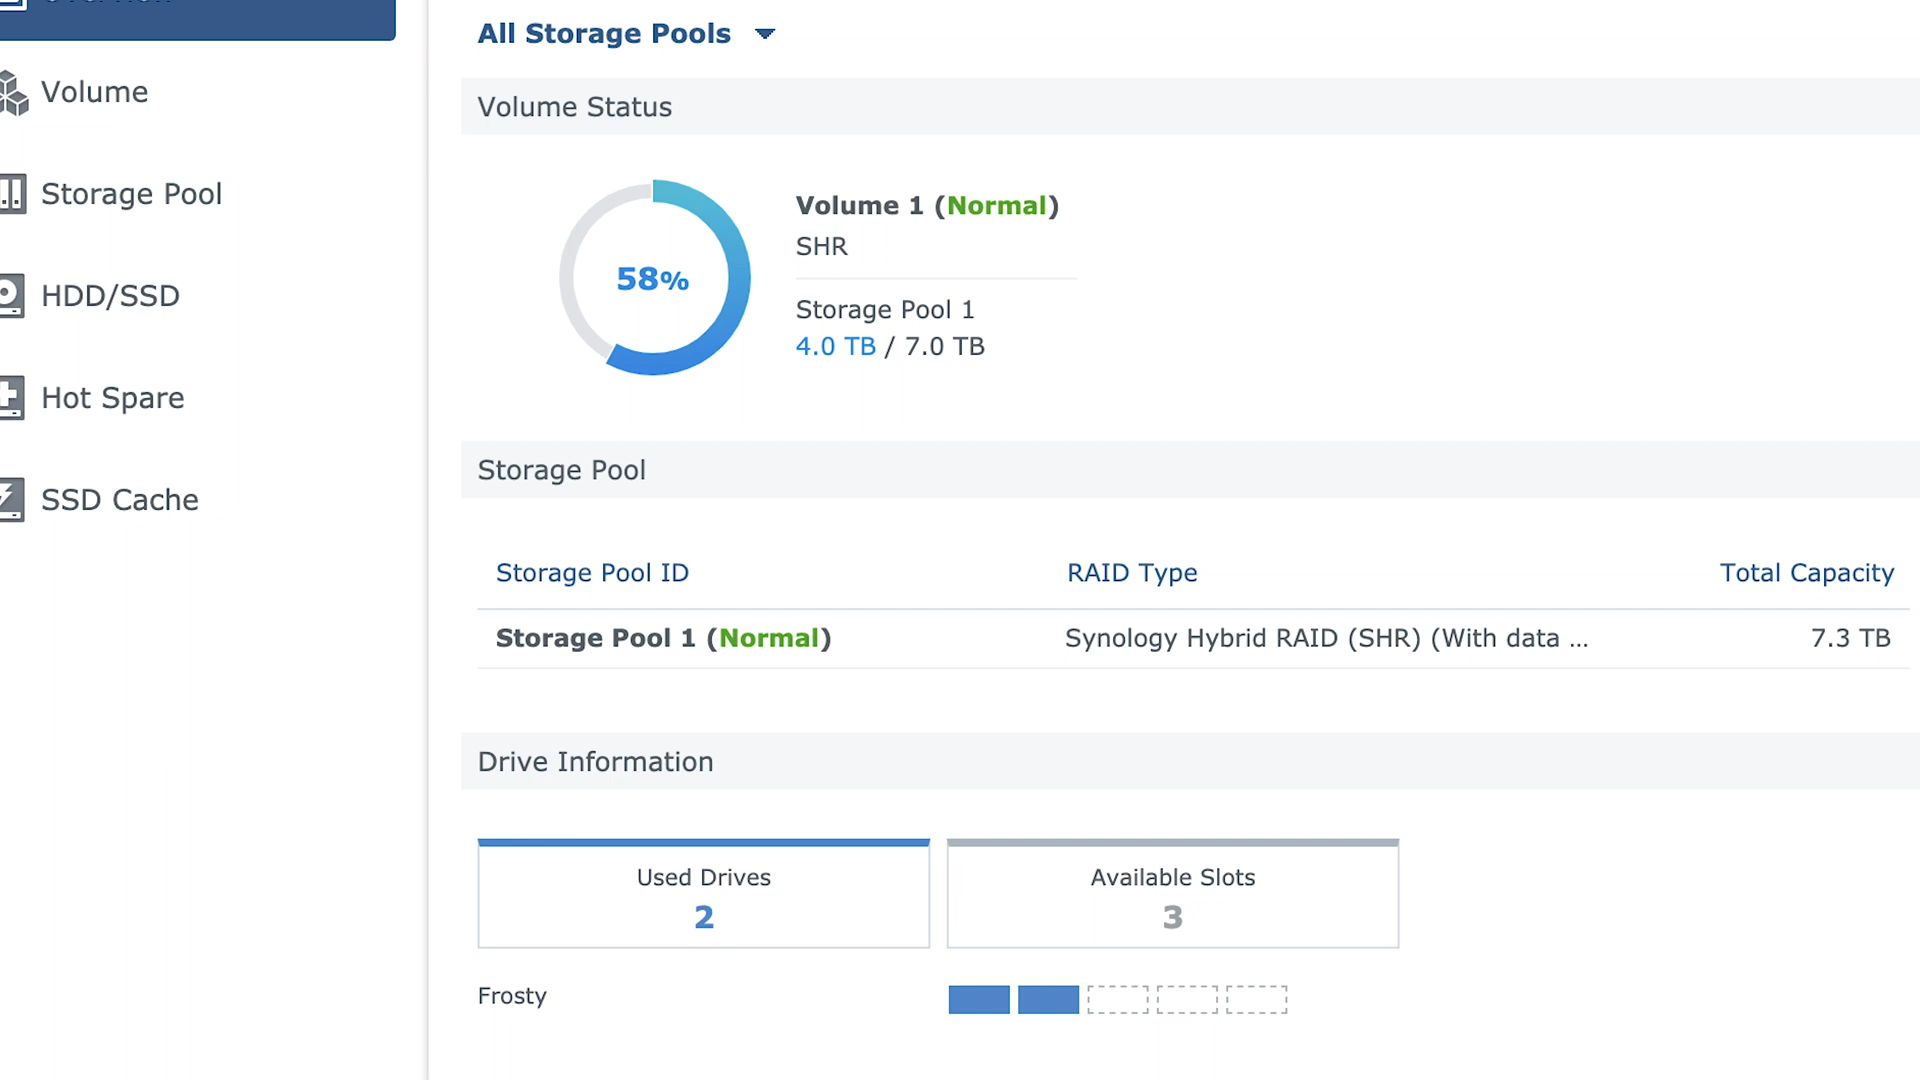 All Storage Pools
Volume
Storage Pool
HDD/SSD
Hot Spare
SSD Cache
Volume Status
58%
Volume 1 (Normal)
SHR
Storage Pool 1
4.0 TB / 7.0 TB
Storage Pool
Storage Pool ID RAID Type Total Capacity
Storage Pool 1 (Normal) Synology Hybrid RAID (SHR) (With data ... 7.3 TB
Drive Information
Used Drives
2
Available Slots
3
Frosty